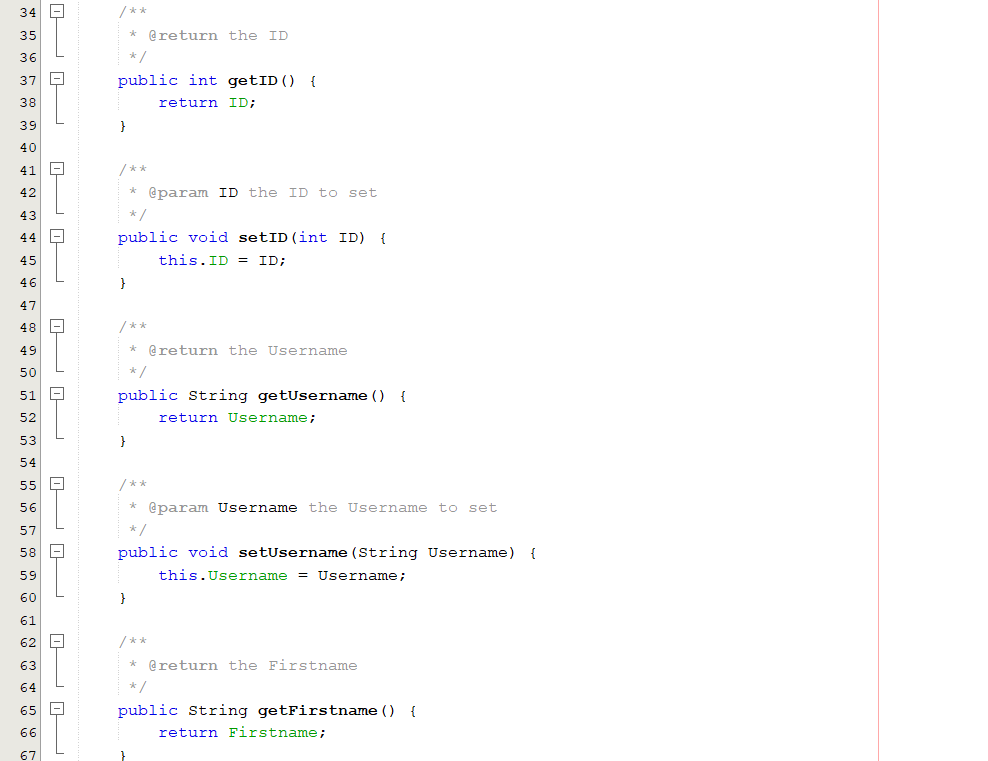 34 /**
35 * @return the ID
36 */
37 public int getID() {
38 return ID;
39 }
40
41 /**
42 * @param ID the ID to set
43 */
44 public void setID(int ID) {
45 this.ID = ID;
46 }
47
48 /**
49 * @return the Username
50 */
51 public String getUsername() {
52 return Username;
53 }
54
55 /**
56 * @param Username the Username to set
57 */
58 public void setUsername(String Username) {
59 this.Username = Username;
60 }
61
62 /**
63 * @return the Firstname
64 */
65 public String getFirstname() {
66 return Firstname;
67 }